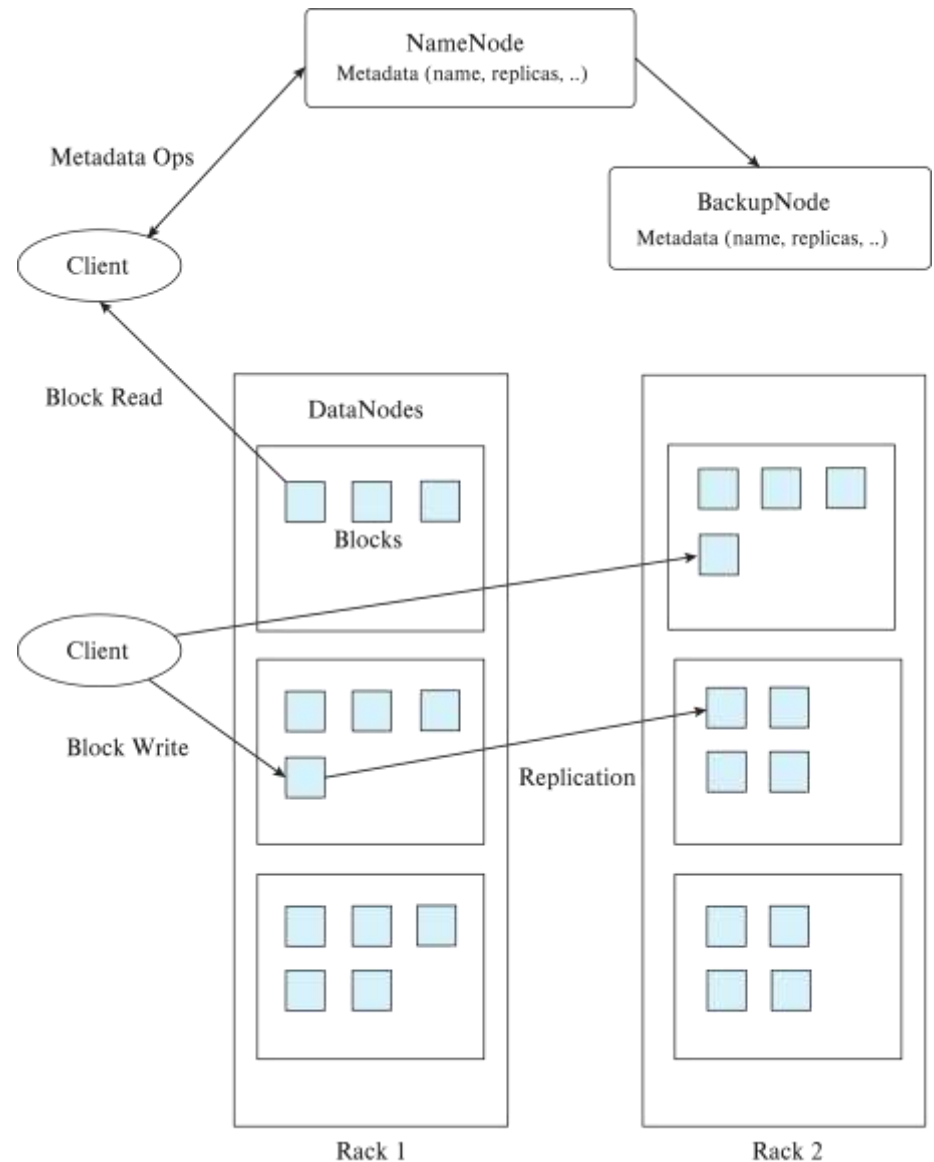 NameNode
Metadata (name, replicas, ..)
Metadata Ops
BackupNode
Metadata (name, replicas, ..)
Client
Block Read
DataNodes
Blocks
Client
Block Write
Replication
Rack 1
Rack 2